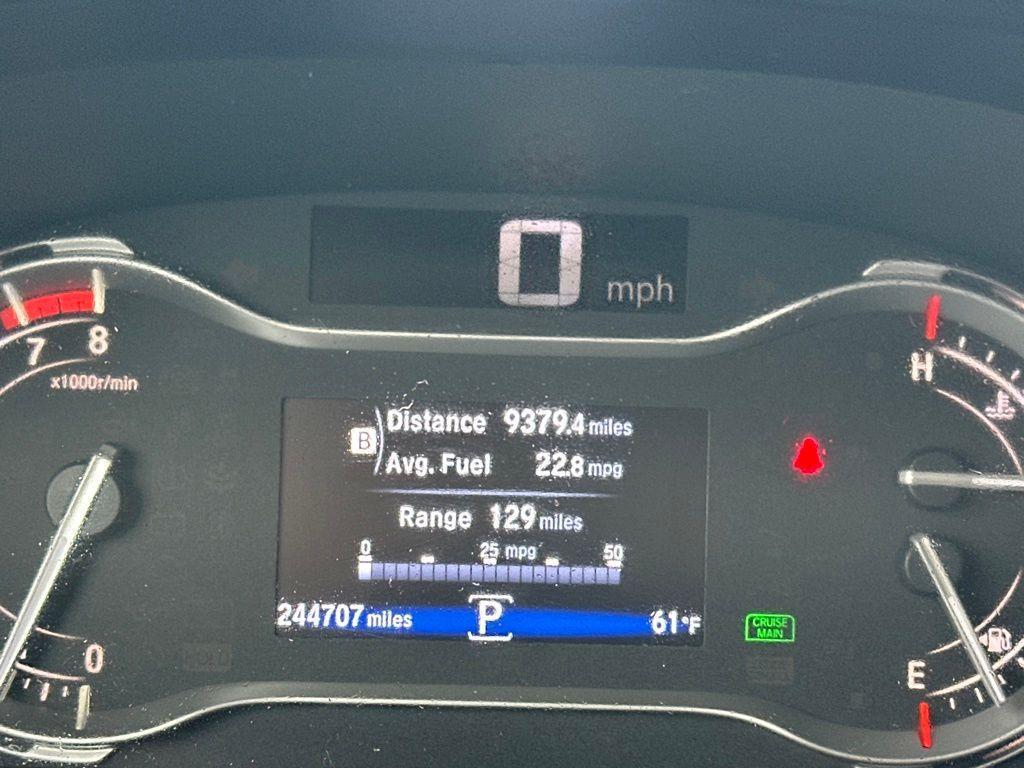 0 mph
7 8
x1000r/min
H
B Distance 9379.4 miles
Avg. Fuel 22.8 mpg
Range 129 miles
0 25 mpg 50
244707 miles P 61°F
CRUISE
MAIN
0
E
HOLD